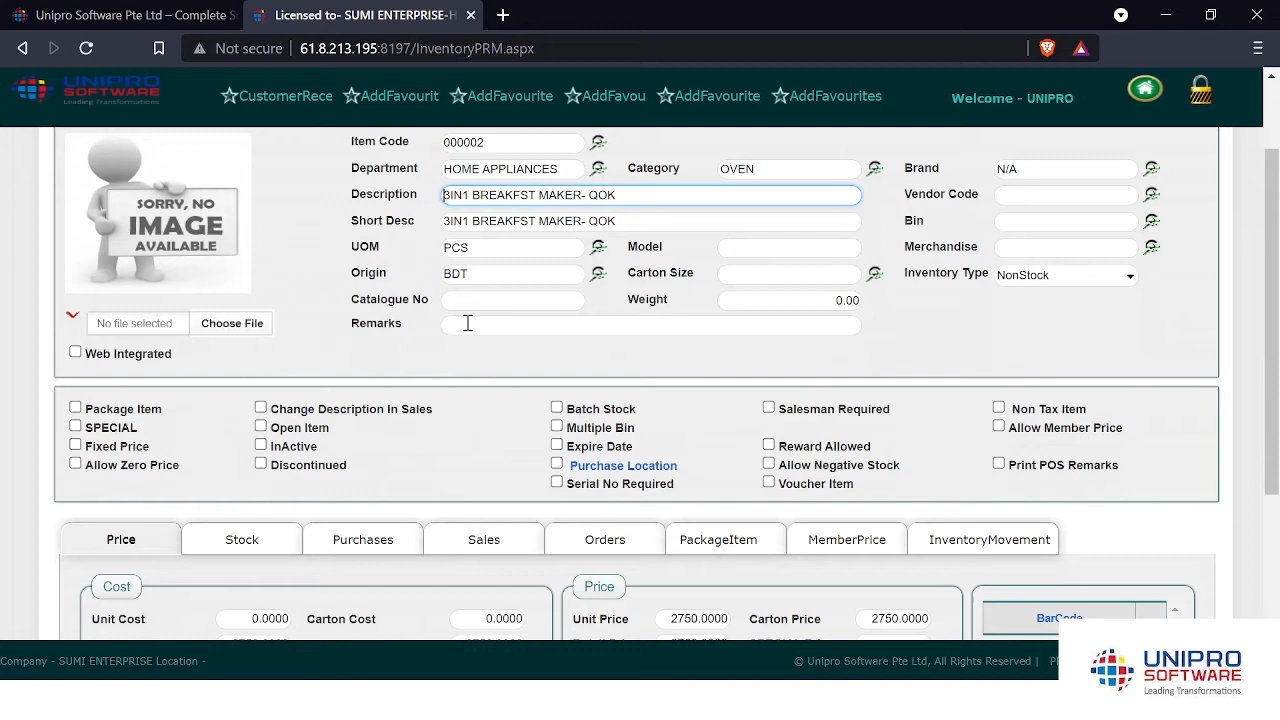 Unipro Software Pte Ltd – Complete S
Licensed to- SUMI ENTERPRISE-H
Not secure
61.8.213.195:8197/InventoryPRM.aspx
UNIPRO
SOFTWARE
Leading Transformations
CustomerRece AddFavourit AddFavourite AddFavou AddFavourite AddFavourites
Welcome - UNIPRO
SORRY, NO
IMAGE
AVAILABLE
No file selected Choose File
Web Integrated
Item Code 000002
Department HOME APPLIANCES Category OVEN Brand N/A
Description 3IN1 BREAKFST MAKER- QOK Vendor Code
Short Desc 3IN1 BREAKFST MAKER- QOK Bin
UOM PCS Model Merchandise
Origin BDT Carton Size Inventory Type NonStock
Catalogue No Weight 0.00
Remarks
Package Item Change Description In Sales Batch Stock Salesman Required Non Tax Item
SPECIAL Open Item Multiple Bin Allow Member Price
Fixed Price InActive Expire Date Reward Allowed
Allow Zero Price Discontinued Purchase Location Allow Negative Stock Print POS Remarks
Serial No Required Voucher Item
Price Stock Purchases Sales Orders PackageItem MemberPrice InventoryMovement
Cost Price
BarCode
Unit Cost 0.0000 Carton Cost 0.0000 Unit Price 2750.0000 Carton Price 2750.0000
Company - SUMI ENTERPRISE Location -
© Unipro Software Pte Ltd, All Rights Reserved |
UNIPRO
SOFTWARE
Leading Transformations